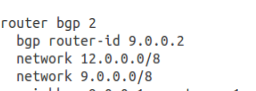 router bgp 2
bgp router-id 9.0.0.2
network 12.0.0.0/8
network 9.0.0.0/8